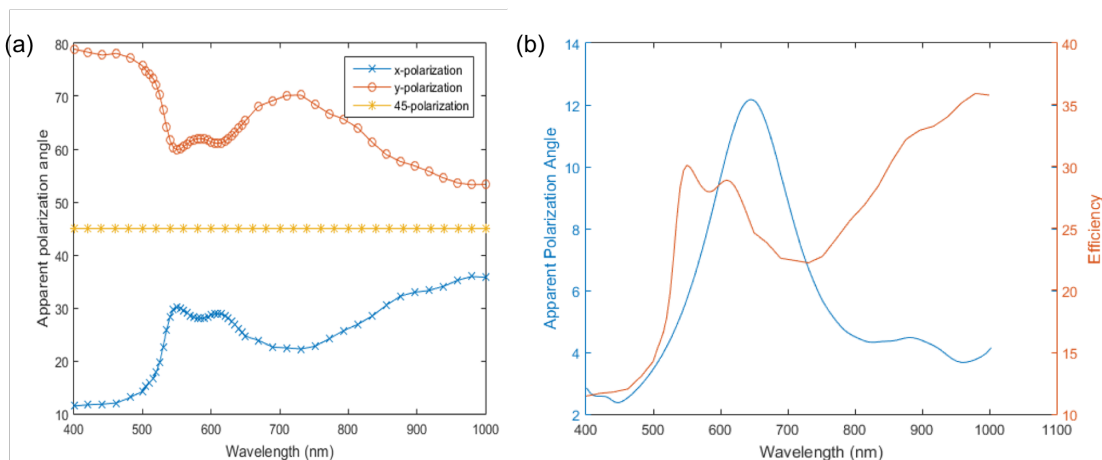 (a)
80
70
60
50
40
30
20
10
Apparent polarization angle
x-polarization
y-polarization
45-polarization
400 500 600 700 800 900 1000
Wavelength (nm)
(b)
14
12
10
8
6
4
2
Apparent Polarization Angle
40
35
30
25
20
15
10
Efficiency
400 500 600 700 800 900 1000 1100
Wavelength (nm)